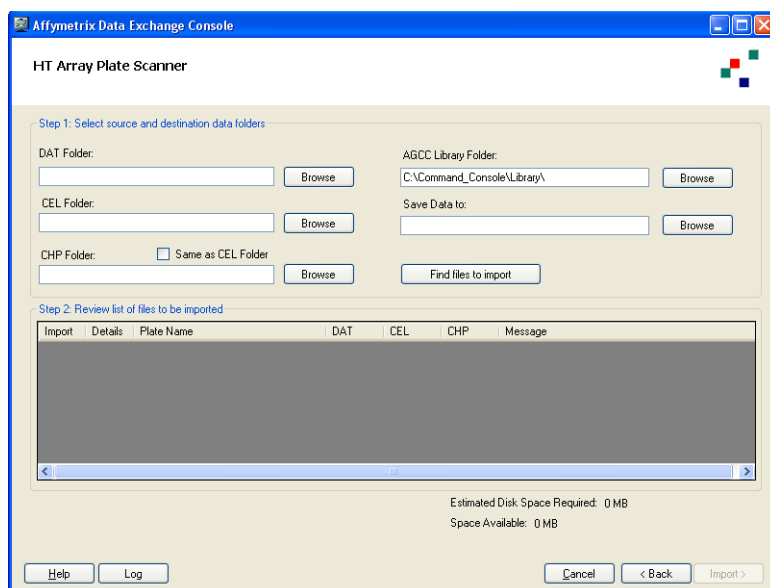 Affymetrix Data Exchange Console
HT Array Plate Scanner
Step 1: Select source and destination data folders
DAT Folder:
Browse
AGCC Library Folder:
C:\Command_Console\Library\
Browse
CEL Folder:
Browse
Save Data to:
Browse
CHP Folder:
Same as CEL Folder
Browse
Find files to import
Step 2: Review list of files to be imported
Import Details Plate Name DAT CEL CHP Message
Estimated Disk Space Required: 0 MB
Space Available: 0 MB
Help Log Cancel < Back Import >